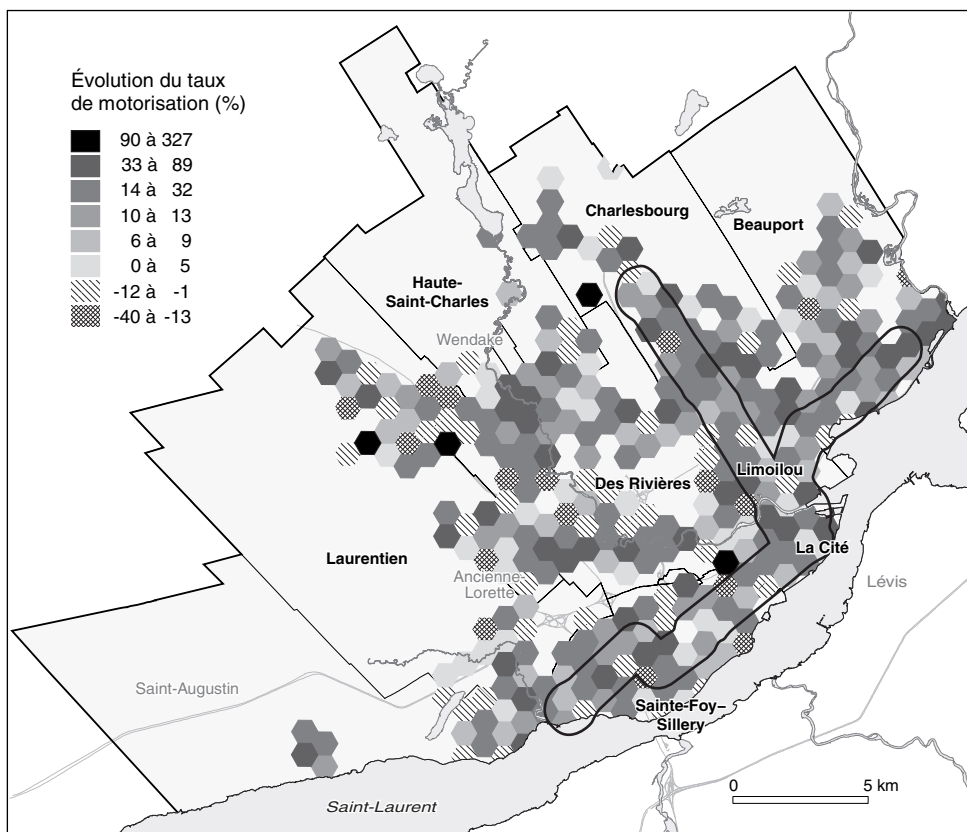 Évolution du taux
de motorisation (%)
90 à 327
33 à 89
14 à 32
10 à 13
6 à 9
0 à 5
-12 à -1
-40 à -13
Charlesbourg
Beauport
Haute-
Saint-Charles
Wendake
Limoilou
Des Rivières
La Cité
Laurentien
Ancienne-
Lorette
Lévis
Saint-Augustin
Sainte-Foy–
Sillery
0 5 km
Saint-Laurent